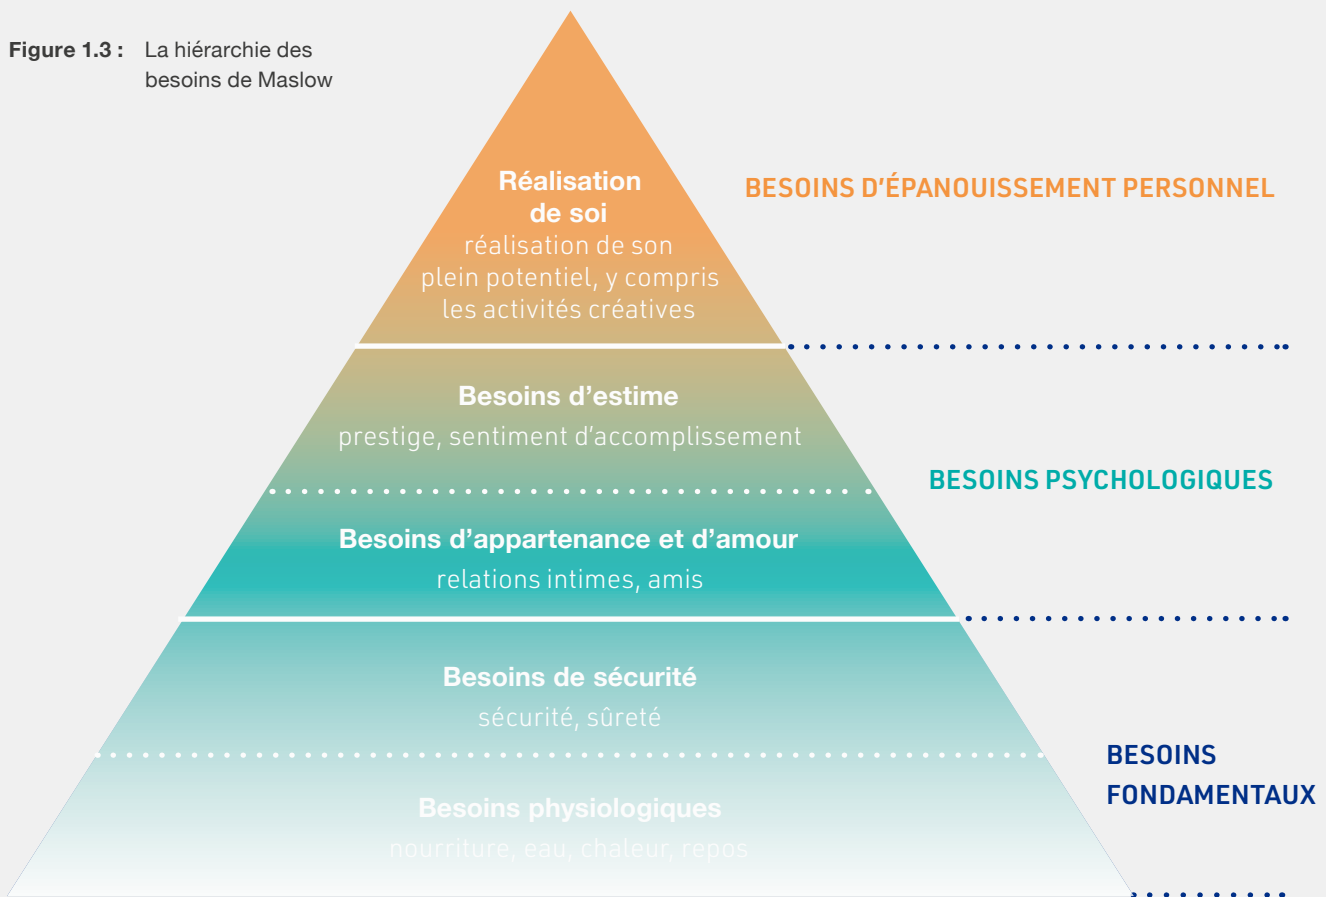 Figure 1.3 : La hiérarchie des
besoins de Maslow
Réalisation
de soi
réalisation de son
plein potentiel, y compris
les activités créatives
BESOINS D'ÉPANOUISSEMENT PERSONNEL
Besoins d’estime
prestige, sentiment d’accomplissement
BESOINS PSYCHOLOGIQUES
Besoins d’appartenance et d’amour
relations intimes, amis
Besoins de sécurité
sécurité, sûreté
BESOINS
FONDAMENTAUX
Besoins physiologiques
nourriture, eau, chaleur, repos